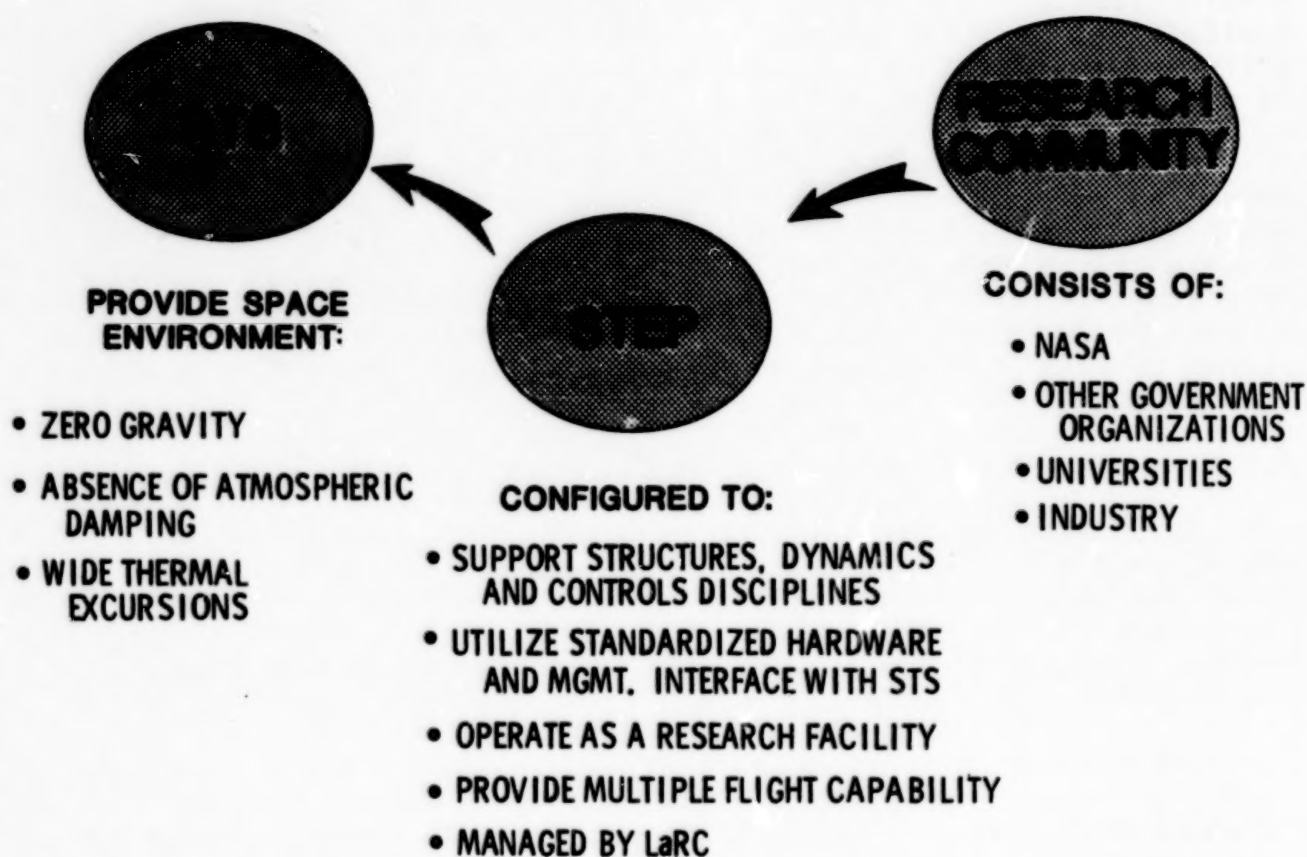 STS
PROVIDE SPACE
ENVIRONMENT:
• ZERO GRAVITY
• ABSENCE OF ATMOSPHERIC
DAMPING
• WIDE THERMAL
EXCURSIONS
STEP
CONFIGURED TO:
• SUPPORT STRUCTURES, DYNAMICS
AND CONTROLS DISCIPLINES
• UTILIZE STANDARDIZED HARDWARE
AND MGMT. INTERFACE WITH STS
• OPERATE AS A RESEARCH FACILITY
• PROVIDE MULTIPLE FLIGHT CAPABILITY
• MANAGED BY LaRC
RESEARCH
COMMUNITY
CONSISTS OF:
• NASA
• OTHER GOVERNMENT
ORGANIZATIONS
• UNIVERSITIES
• INDUSTRY